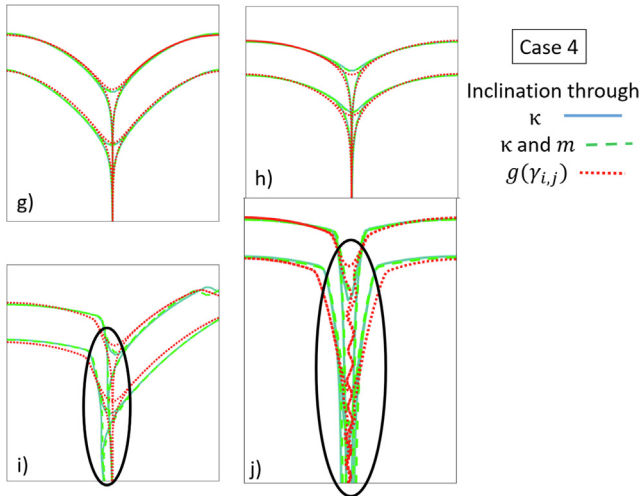 Case 4
Inclination through
κ
κ and m
g(γi,j)
g)
h)
i)
j)